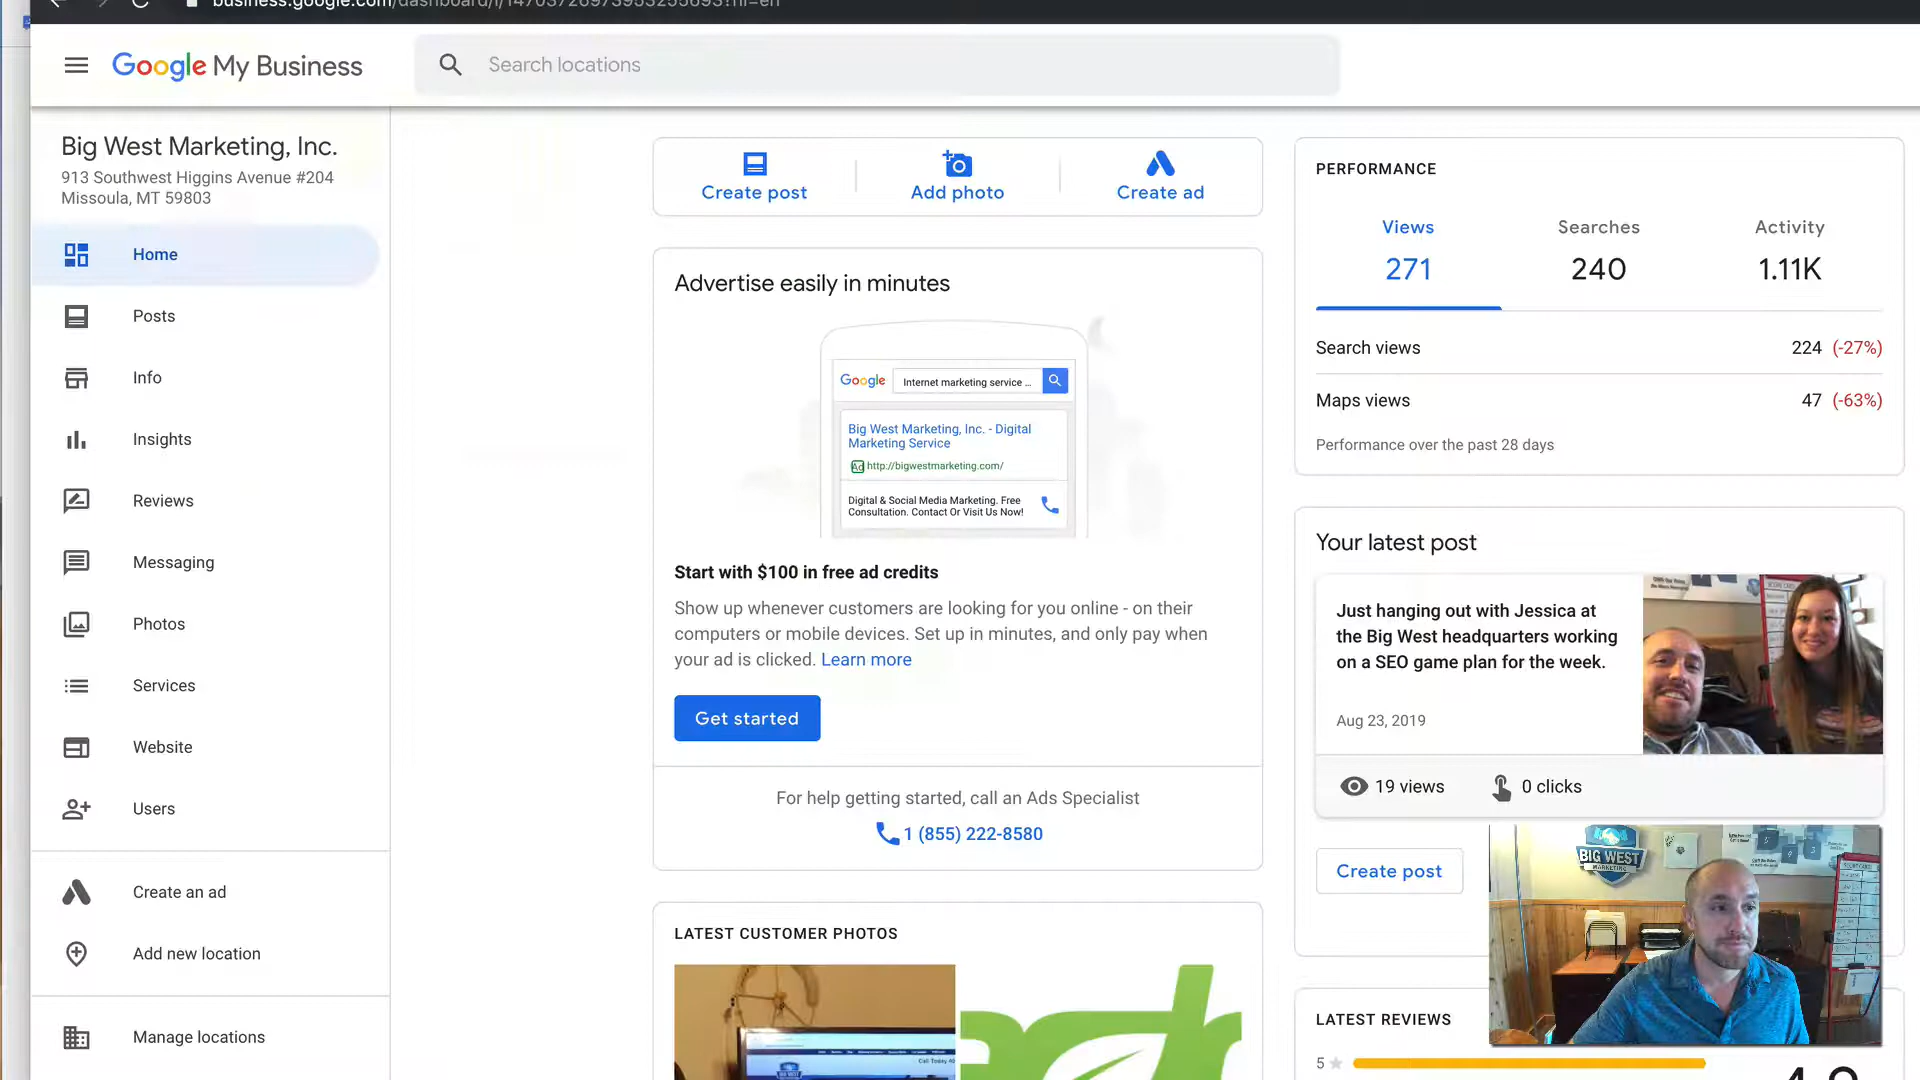 business.google.com/dashboard/l/14703726973953255693?hl=en
Google My Business
Search locations
Big West Marketing, Inc.
913 Southwest Higgins Avenue #204
Missoula, MT 59803
Home
Posts
Info
Insights
Reviews
Messaging
Photos
Services
Website
Users
Create an ad
Add new location
Manage locations
Create post
Add photo
Create ad
Advertise easily in minutes
Google
Internet marketing service ...
Big West Marketing, Inc. - Digital
Marketing Service
Ad http://bigwestmarketing.com/
Digital & Social Media Marketing. Free
Consultation. Contact Or Visit Us Now!
Start with $100 in free ad credits
Show up whenever customers are looking for you online - on their
computers or mobile devices. Set up in minutes, and only pay when
your ad is clicked. Learn more
Get started
For help getting started, call an Ads Specialist
1 (855) 222-8580
LATEST CUSTOMER PHOTOS
PERFORMANCE
Views
Searches
Activity
271
240
1.11K
Search views
224 (-27%)
Maps views
47 (-63%)
Performance over the past 28 days
Your latest post
Just hanging out with Jessica at
the Big West headquarters working
on a SEO game plan for the week.
Aug 23, 2019
19 views
0 clicks
Create post
BIG WEST
MARKETING
LATEST REVIEWS
5